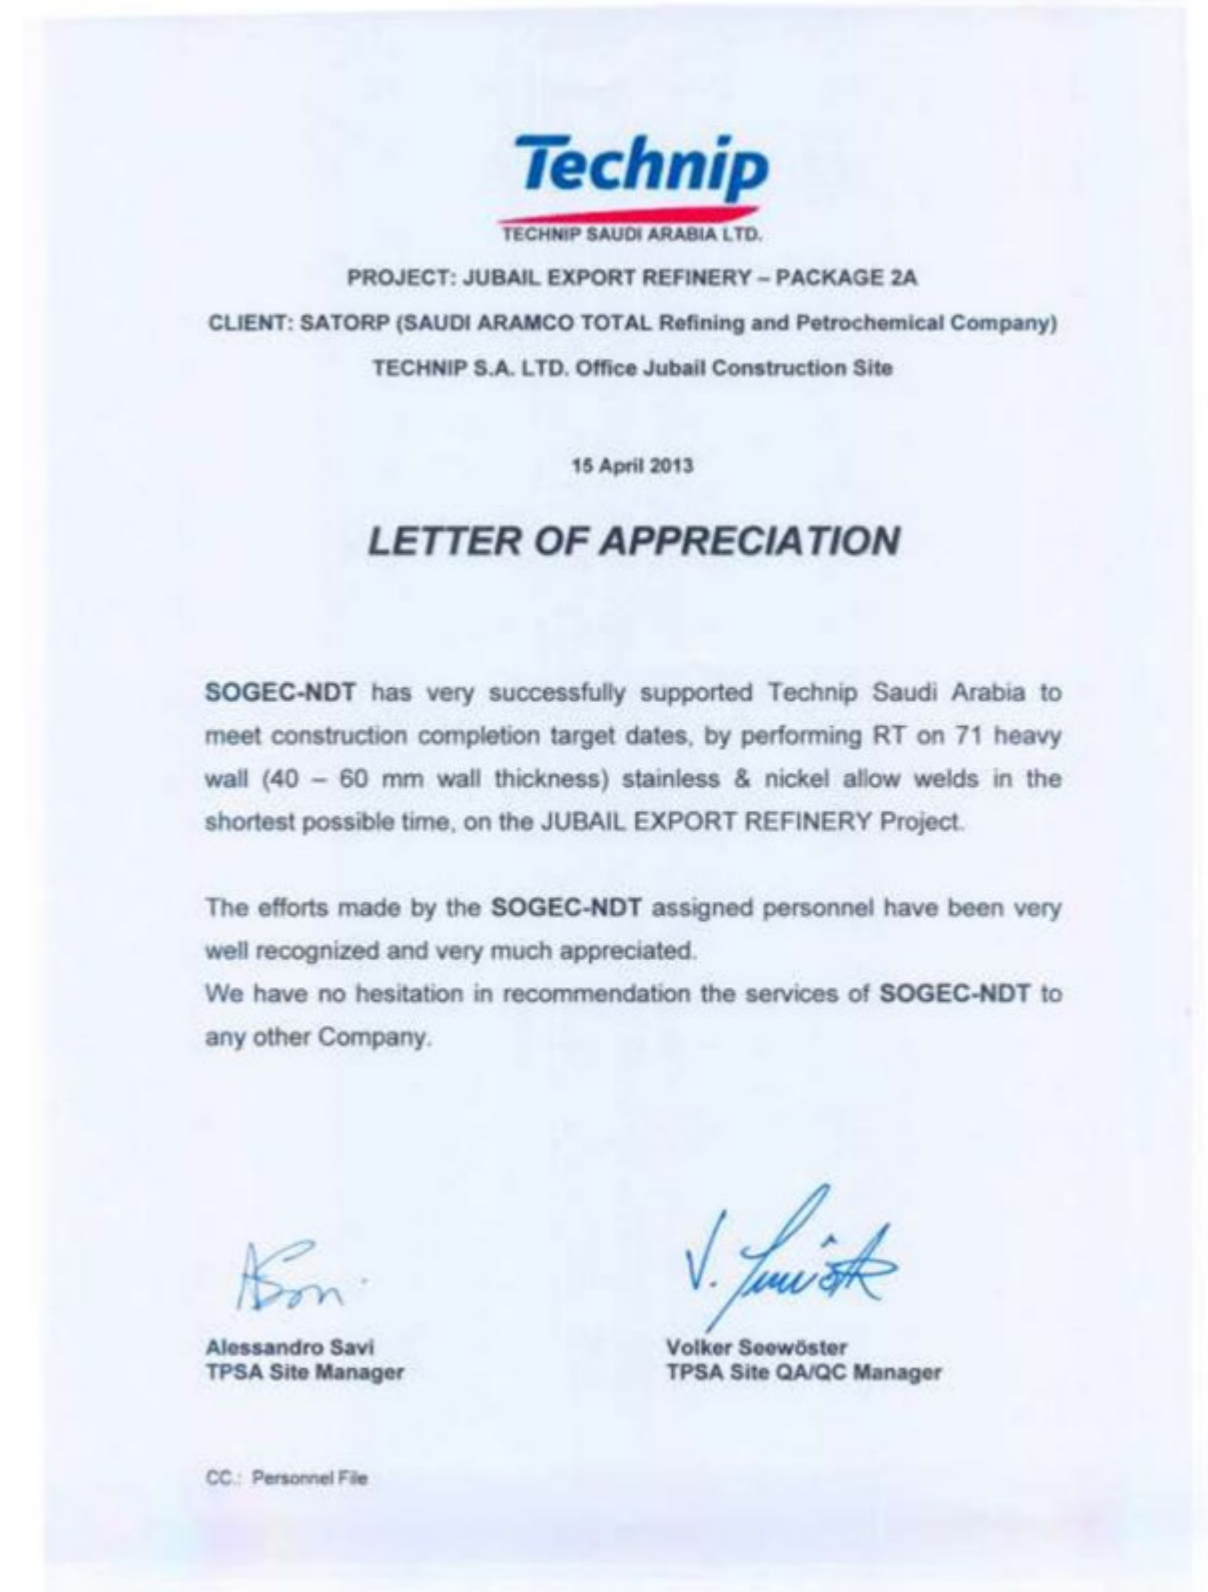 Technip
TECHNIP SAUDI ARABIA LTD.
PROJECT: JUBAIL EXPORT REFINERY – PACKAGE 2A
CLIENT: SATORP (SAUDI ARAMCO TOTAL Refining and Petrochemical Company)
TECHNIP S.A. LTD. Office Jubail Construction Site
15 April 2013
LETTER OF APPRECIATION
SOGEC-NDT has very successfully supported Technip Saudi Arabia to
meet construction completion target dates, by performing RT on 71 heavy
wall (40 – 60 mm wall thickness) stainless & nickel allow welds in the
shortest possible time, on the JUBAIL EXPORT REFINERY Project.
The efforts made by the SOGEC-NDT assigned personnel have been very
well recognized and very much appreciated.
We have no hesitation in recommendation the services of SOGEC-NDT to
any other Company.
Alessandro Savi
TPSA Site Manager
Volker Seewöster
TPSA Site QA/QC Manager
CC.: Personnel File